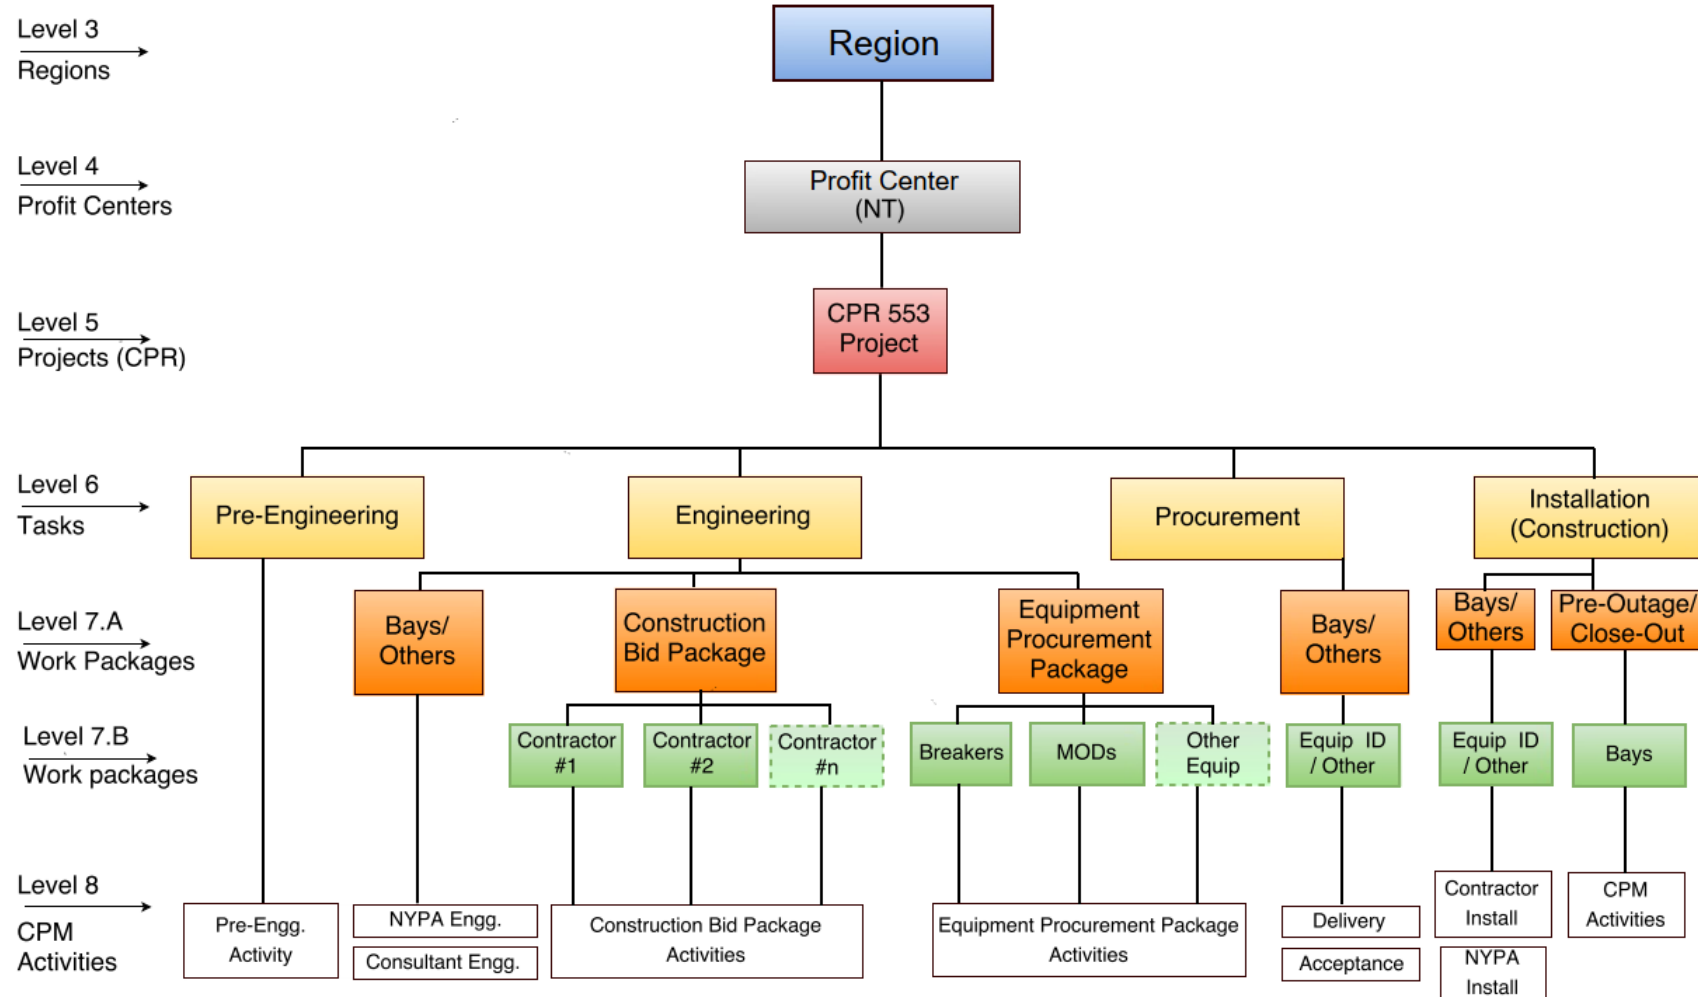 Level 3
Regions
Region
Level 4
Profit Centers
Profit Center
(NT)
Level 5
Projects (CPR)
CPR 553
Project
Level 6
Tasks
Pre-Engineering
Engineering
Procurement
Installation
(Construction)
Level 7.A
Work Packages
Bays/
Others
Construction
Bid Package
Equipment
Procurement
Package
Bays/
Others
Bays/
Others
Pre-Outage/
Close-Out
Level 7.B
Work packages
Contractor
#1
Contractor
#2
Contractor
#n
Breakers
MODs
Other
Equip
Equip ID
/ Other
Equip ID
/ Other
Bays
Level 8
CPM
Activities
Pre-Engg.
Activity
NYPA Engg.
Consultant Engg.
Construction Bid Package
Activities
Equipment Procurement Package
Activities
Delivery
Acceptance
Contractor
Install
NYPA
Install
CPM
Activities